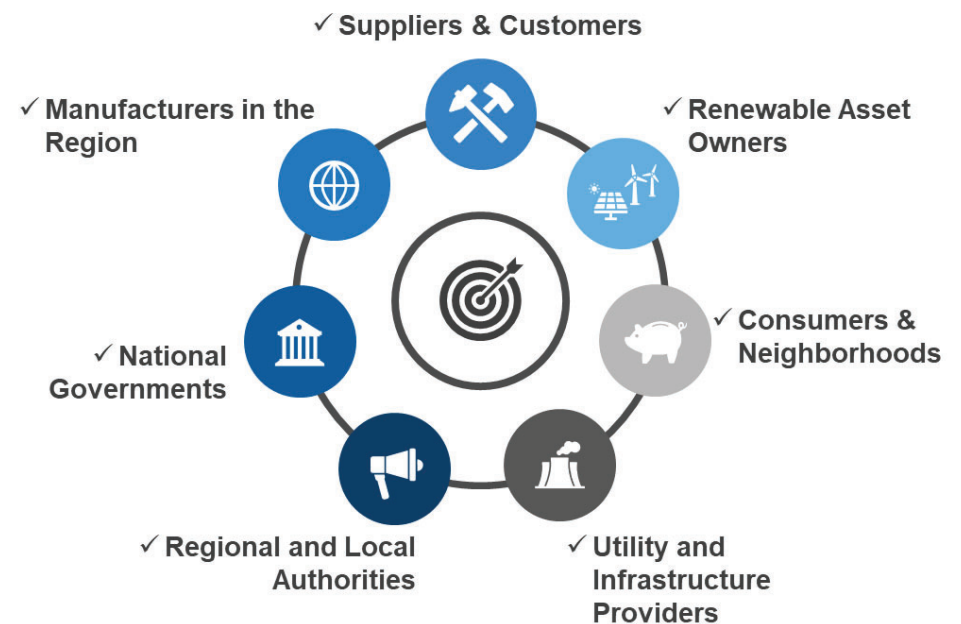 ✓ Suppliers & Customers
✓ Manufacturers in the
Region
✓ Renewable Asset
Owners
✓ Consumers &
Neighborhoods
✓ National
Governments
✓ Regional and Local
Authorities
✓ Utility and
Infrastructure
Providers